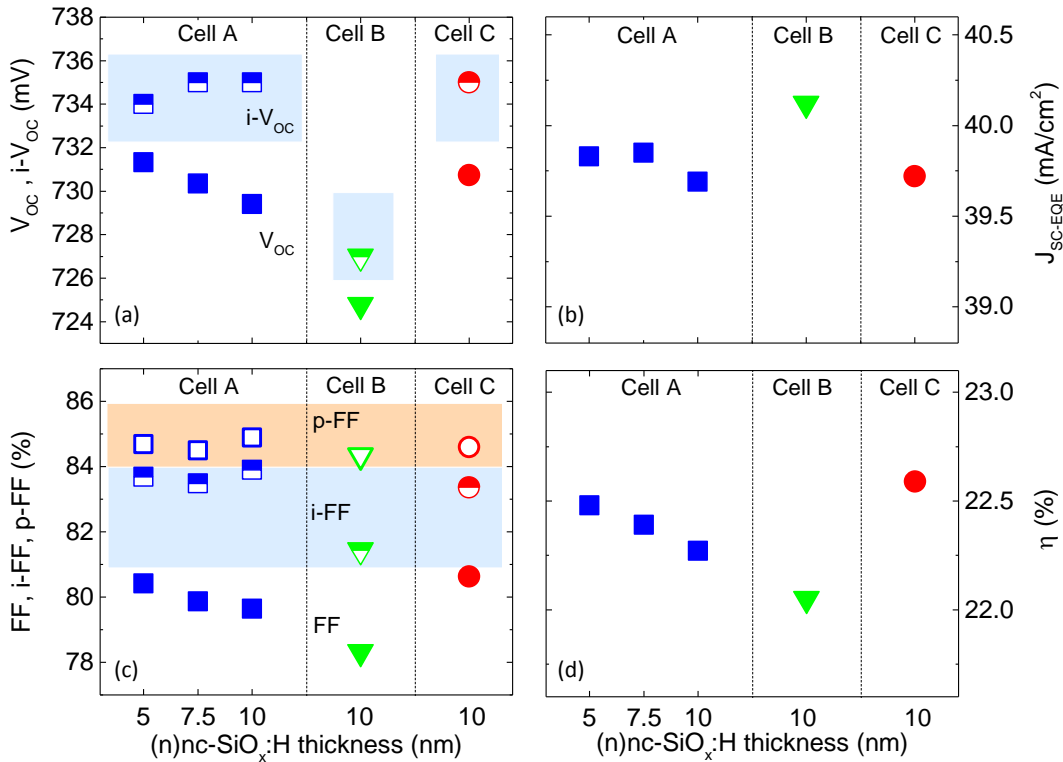 V_OC , i-V_OC (mV)
738
736
734
732
730
728
726
724
Cell A
Cell B
Cell C
i-V_OC
V_OC
(a)
Cell A
Cell B
Cell C
40.5
40.0
39.5
39.0
J_SC-EQE (mA/cm²)
(b)
FF, i-FF, p-FF (%)
86
84
82
80
78
Cell A
Cell B
Cell C
p-FF
i-FF
FF
(c)
5 7.5 10 10 10
(n)nc-SiO_x:H thickness (nm)
Cell A
Cell B
Cell C
23.0
22.5
22.0
η (%)
(d)
5 7.5 10 10 10
(n)nc-SiO_x:H thickness (nm)